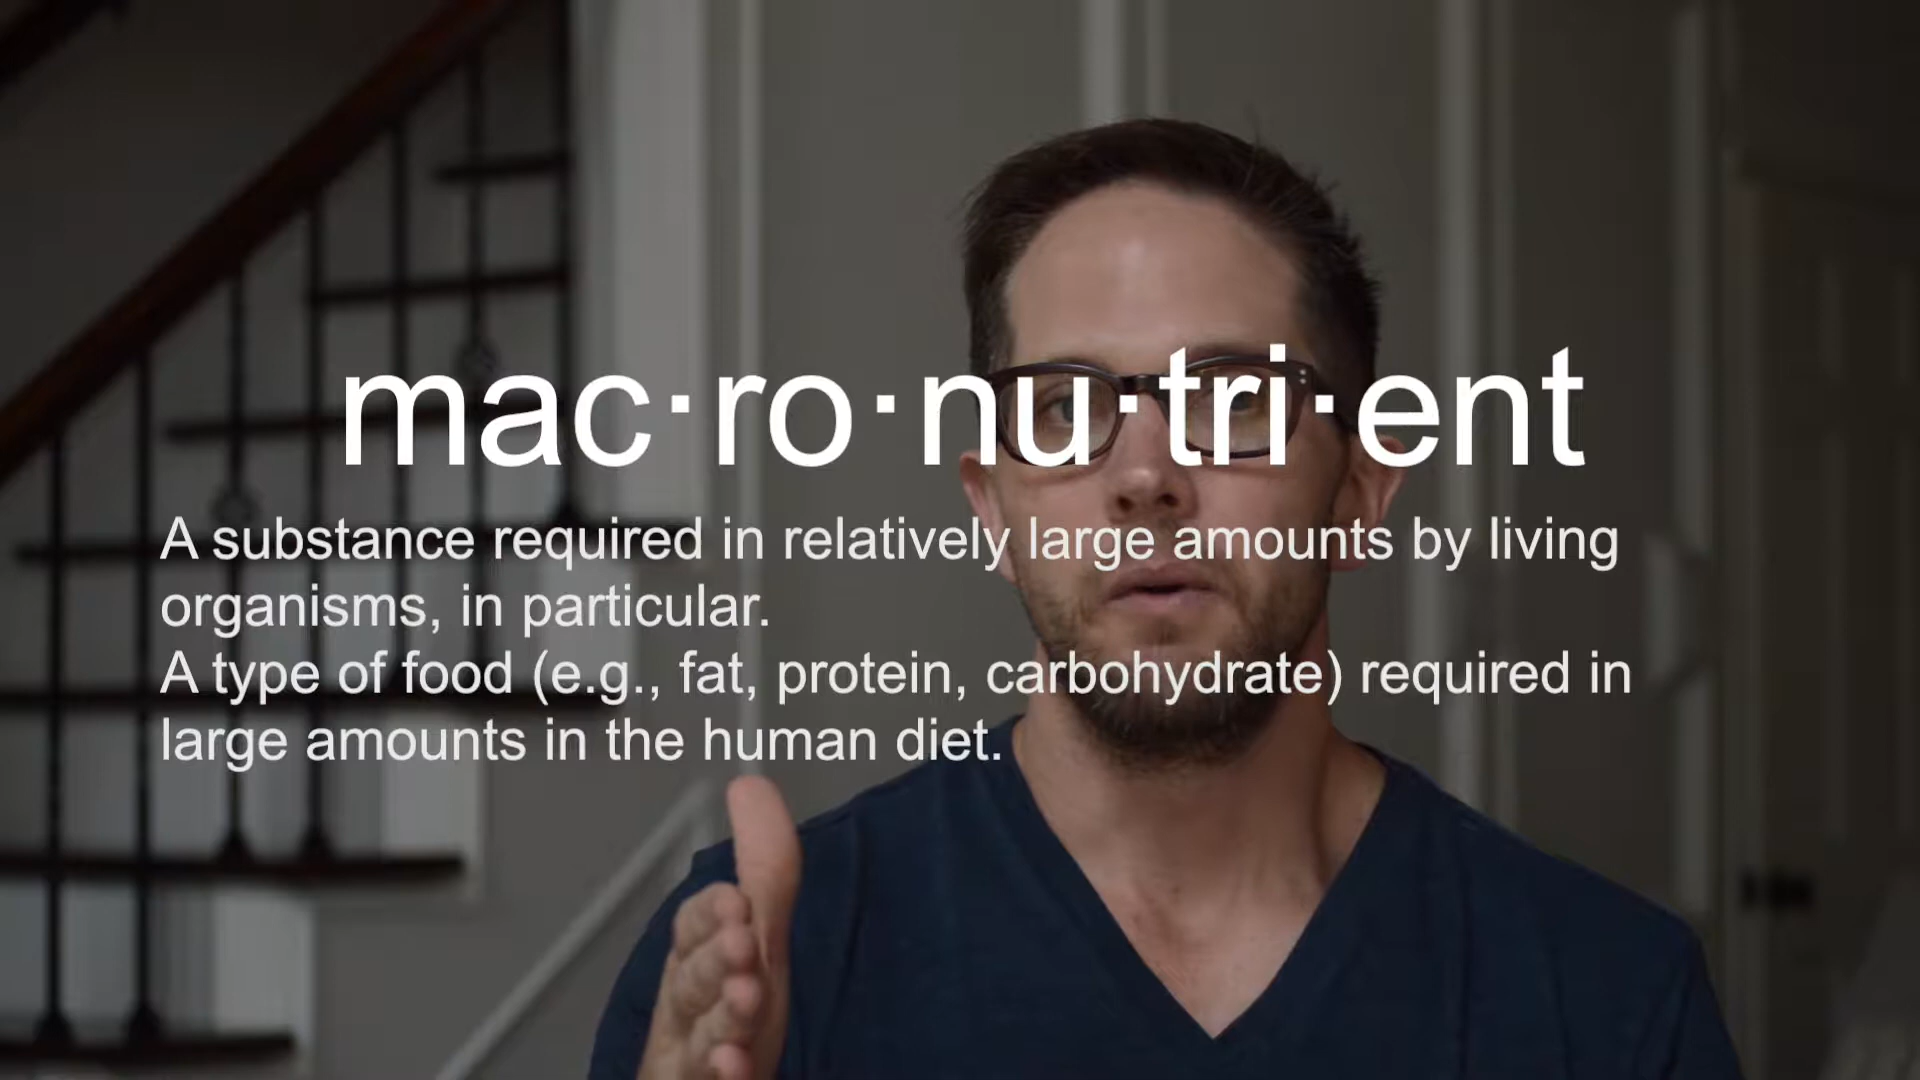 mac·ro·nu·tri·ent
A substance required in relatively large amounts by living
organisms, in particular.
A type of food (e.g., fat, protein, carbohydrate) required in
large amounts in the human diet.